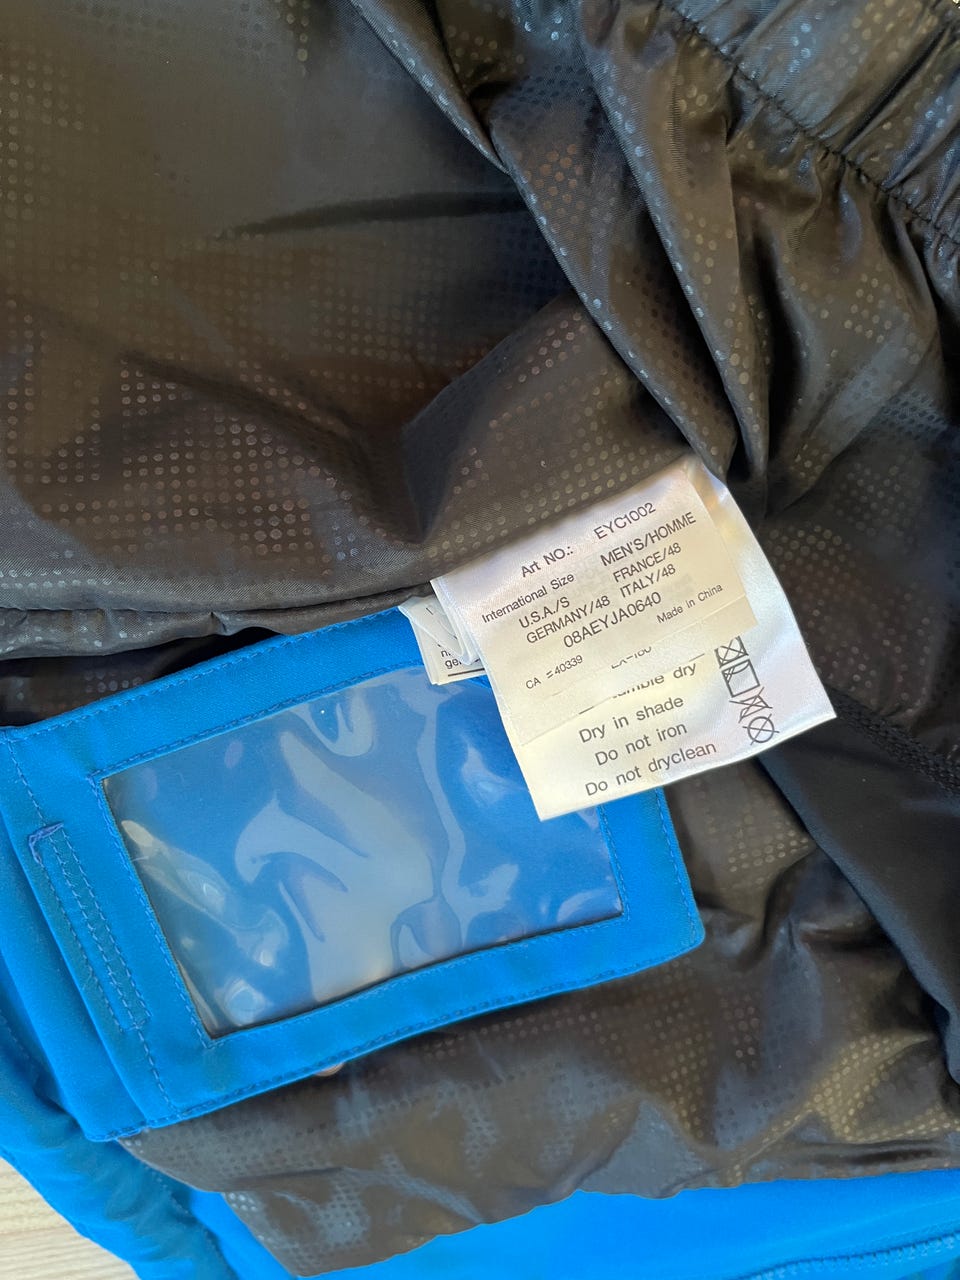 Art NO.: EYC1002
International Size MEN'S/HOMME
U.S.A./S FRANCE/48
GERMANY/48 ITALY/48
08AEYJA0640
CA = 40339 Made in China
dry
Dry in shade
Do not iron
Do not dryclean